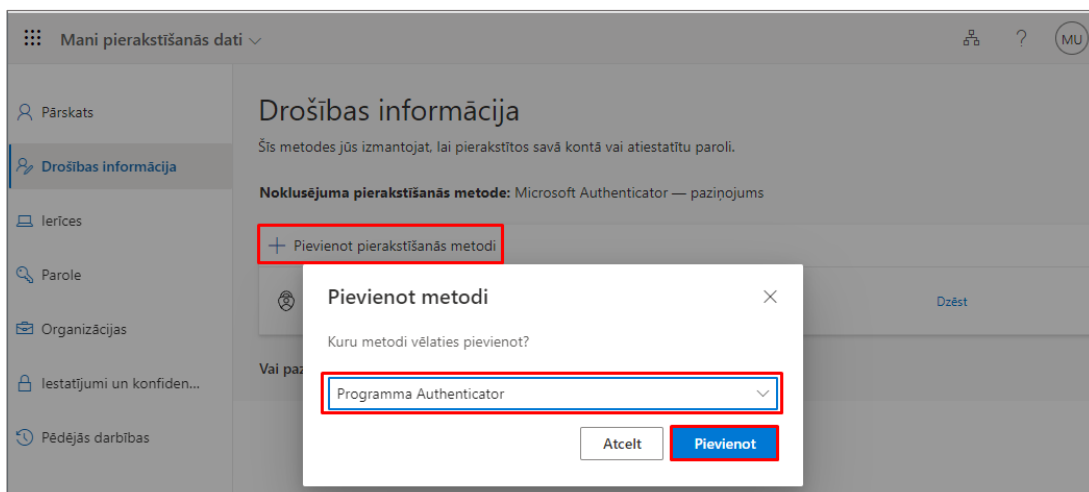 Mani pierakstīšanās dati
?
MU
Pārskats
Drošības informācija
Ierīces
Parole
Organizācijas
Iestatījumi un konfiden...
Pēdējās darbības
Drošības informācija
Šīs metodes jūs izmantojat, lai pierakstītos savā kontā vai atiestatītu paroli.
Noklusējuma pierakstīšanās metode: Microsoft Authenticator — paziņojums
+ Pievienot pierakstīšanās metodi
Dzēst
Vai
Pievienot metodi
Kuru metodi vēlaties pievienot?
Programma Authenticator
Atcelt
Pievienot